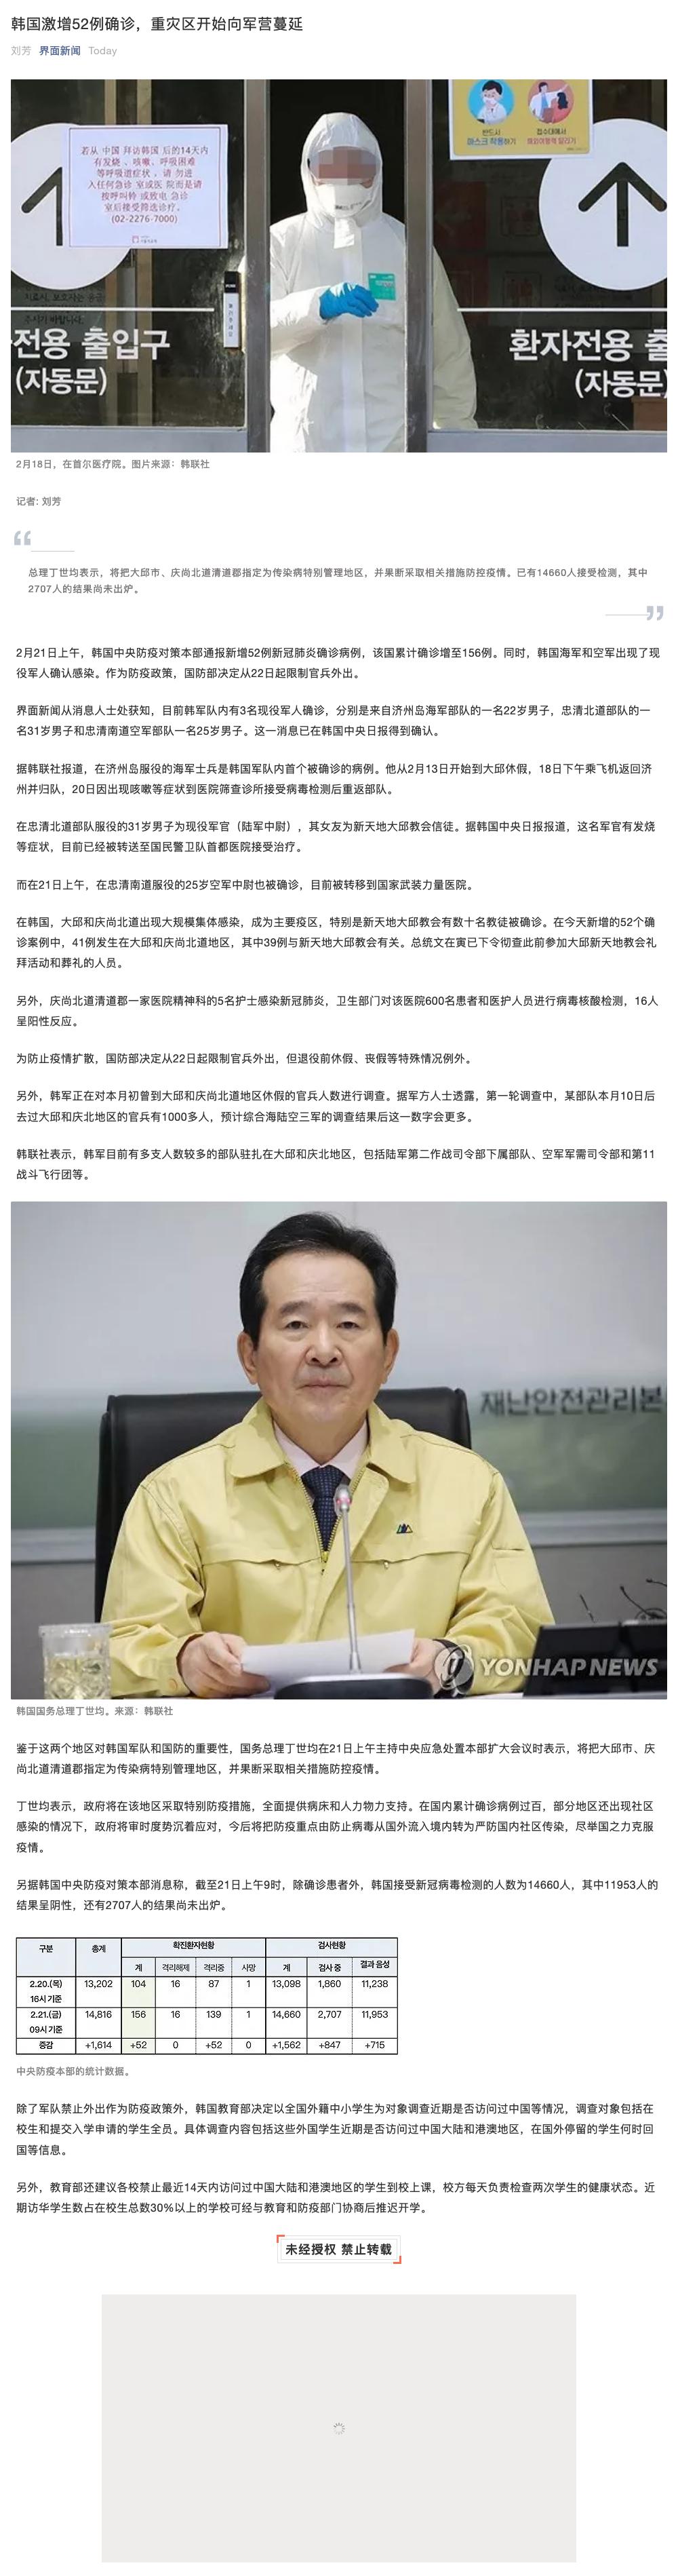 韩国激增52例确诊，重灾区开始向军营蔓延
刘芳 界面新闻 Today
若从 中国 拜访韩国 后的14天内
有发烧 、咳嗽、呼吸困难
等呼吸道症状 ，请 勿进
入任何急诊 室或医 院而是请
按呼叫铃 或致电 急诊
室后接受筛选诊疗。
(02-2276-7000)
반드시
마스크 착용하기
전용 출입구
(자동문)
환자전용 출
(자동문
2月18日，在首尔医疗院。图片来源：韩联社
记者: 刘芳
总理丁世均表示，将把大邱市、庆尚北道清道郡指定为传染病特别管理地区，并果断采取相关措施防控疫情。已有14660人接受检测，其中
2707人的结果尚未出炉。
2月21日上午，韩国中央防疫对策本部通报新增52例新冠肺炎确诊病例，该国累计确诊增至156例。同时，韩国海军和空军出现了现
役军人确认感染。作为防疫政策，国防部决定从22日起限制官兵外出。
界面新闻从消息人士处获知，目前韩军队内有3名现役军人确诊，分别是来自济州岛海军部队的一名22岁男子，忠清北道部队的一
名31岁男子和忠清南道空军部队一名25岁男子。这一消息已在韩国中央日报得到确认。
据韩联社报道，在济州岛服役的海军士兵是韩国军队内首个被确诊的病例。他从2月13日开始到大邱休假，18日下午乘飞机返回济
州并归队，20日因出现咳嗽等症状到医院筛查诊所接受病毒检测后重返部队。
在忠清北道部队服役的31岁男子为现役军官（陆军中尉），其女友为新天地大邱教会信徒。据韩国中央日报报道，这名军官有发烧
等症状，目前已经被转送至国民警卫队首都医院接受治疗。
而在21日上午，在忠清南道服役的25岁空军中尉也被确诊，目前被转移到国家武装力量医院。
在韩国，大邱和庆尚北道出现大规模集体感染，成为主要疫区，特别是新天地大邱教会有数十名教徒被确诊。在今天新增的52个确
诊案例中，41例发生在大邱和庆尚北道地区，其中39例与新天地大邱教会有关。总统文在寅已下令彻查此前参加大邱新天地教会礼
拜活动和葬礼的人员。
另外，庆尚北道清道郡一家医院精神科的5名护士感染新冠肺炎，卫生部门对该医院600名患者和医护人员进行病毒核酸检测，16人
呈阳性反应。
为防止疫情扩散，国防部决定从22日起限制官兵外出，但退役前休假、丧假等特殊情况例外。
另外，韩军正在对本月初曾到大邱和庆尚北道地区休假的官兵人数进行调查。据军方人士透露，第一轮调查中，某部队本月10日后
去过大邱和庆北地区的官兵有1000多人，预计综合海陆空三军的调查结果后这一数字会更多。
韩联社表示，韩军目前有多支人数较多的部队驻扎在大邱和庆北地区，包括陆军第二作战司令部下属部队、空军军需司令部和第11
战斗飞行团等。
재난안전관리본
YONHAP NEWS
韩国国务总理丁世均。来源：韩联社
鉴于这两个地区对韩国军队和国防的重要性，国务总理丁世均在21日上午主持中央应急处置本部扩大会议时表示，将把大邱市、庆
尚北道清道郡指定为传染病特别管理地区，并果断采取相关措施防控疫情。
丁世均表示，政府将在该地区采取特别防疫措施，全面提供病床和人力物力支持。在国内累计确诊病例过百，部分地区还出现社区
感染的情况下，政府将审时度势沉着应对，今后将把防疫重点由防止病毒从国外流入境内转为严防国内社区传染，尽举国之力克服
疫情。
另据韩国中央防疫对策本部消息称，截至21日上午9时，除确诊患者外，韩国接受新冠病毒检测的人数为14660人，其中11953人的
结果呈阴性，还有2707人的结果尚未出炉。
구분 총계 확진환자현황 검사현황
계 격리해제 격리중 사망 계 검사 중 결과 음성
2.20.(목) 13,202 104 16 87 1 13,098 1,860 11,238
16시 기준
2.21.(금) 14,816 156 16 139 1 14,660 2,707 11,953
09시 기준
증감 +1,614 +52 0 +52 0 +1,562 +847 +715
中央防疫本部的统计数据。
除了军队禁止外出作为防疫政策外，韩国教育部决定以全国外籍中小学生为对象调查近期是否访问过中国等情况，调查对象包括在
校生和提交入学申请的学生全员。具体调查内容包括这些外国学生近期是否访问过中国大陆和港澳地区，在国外停留的学生何时回
国等信息。
另外，教育部还建议各校禁止最近14天内访问过中国大陆和港澳地区的学生到校上课，校方每天负责检查两次学生的健康状态。近
期访华学生数占在校生总数30%以上的学校可经与教育和防疫部门协商后推迟开学。
未经授权 禁止转载